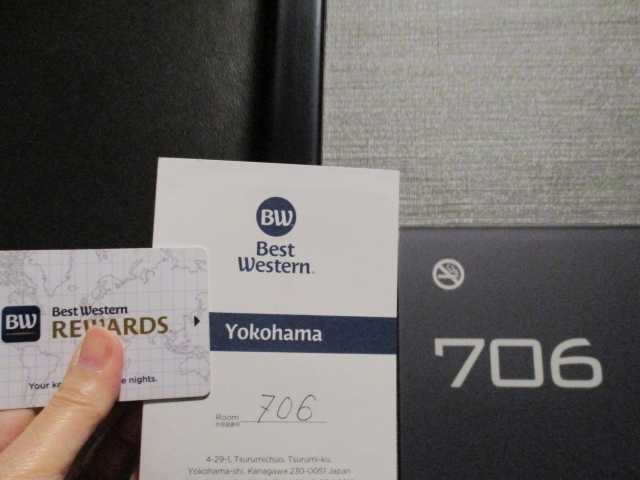 BW
Best
Western.
Yokohama
Room 706
4-29-1, Tsurumichuo, Tsurumi-ku,
Yokohama-shi, Kanagawa 230-0051 Japan
BW
Best Western
REWARDS.
Your nights.
706